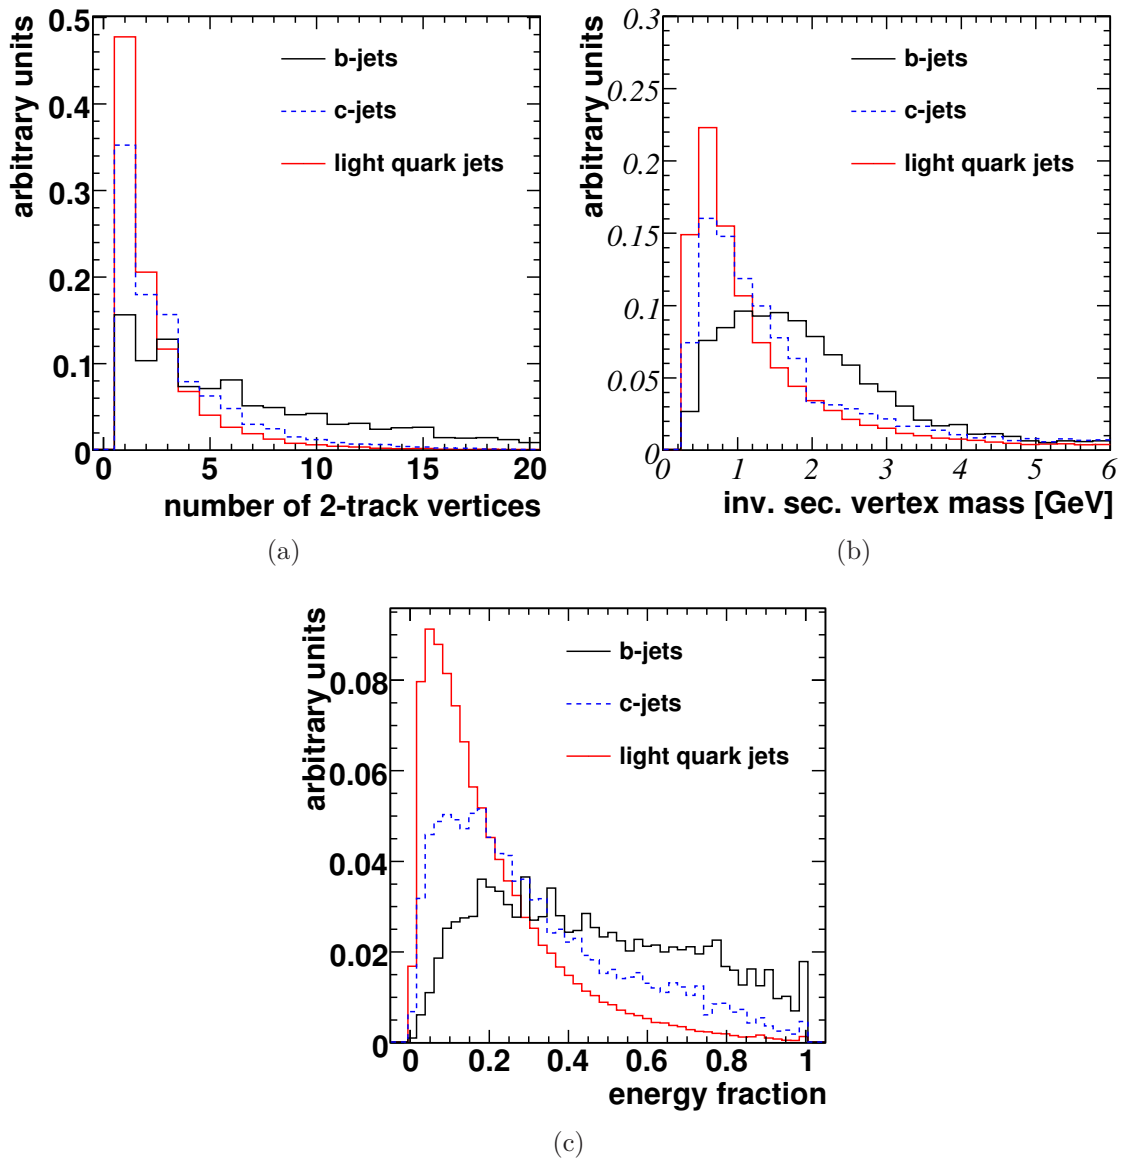 arbitrary units
0.5
0.4
0.3
0.2
0.1
0
b-jets
c-jets
light quark jets
0 5 10 15 20
number of 2-track vertices
(a)
arbitrary units
0.3
0.25
0.2
0.15
0.1
0.05
0
b-jets
c-jets
light quark jets
0 1 2 3 4 5 6
inv. sec. vertex mass [GeV]
(b)
arbitrary units
0.08
0.06
0.04
0.02
0
b-jets
c-jets
light quark jets
0 0.2 0.4 0.6 0.8 1
energy fraction
(c)